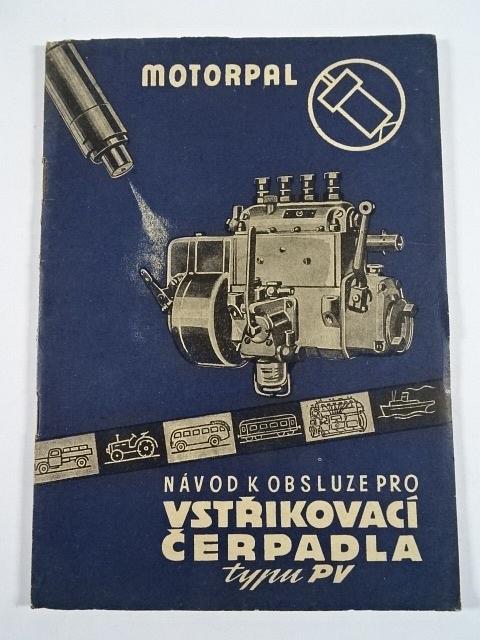 MOTORPAL
NÁVOD K OBSLUZE PRO
VSTŘIKOVACÍ
ČERPADLA
typu PV